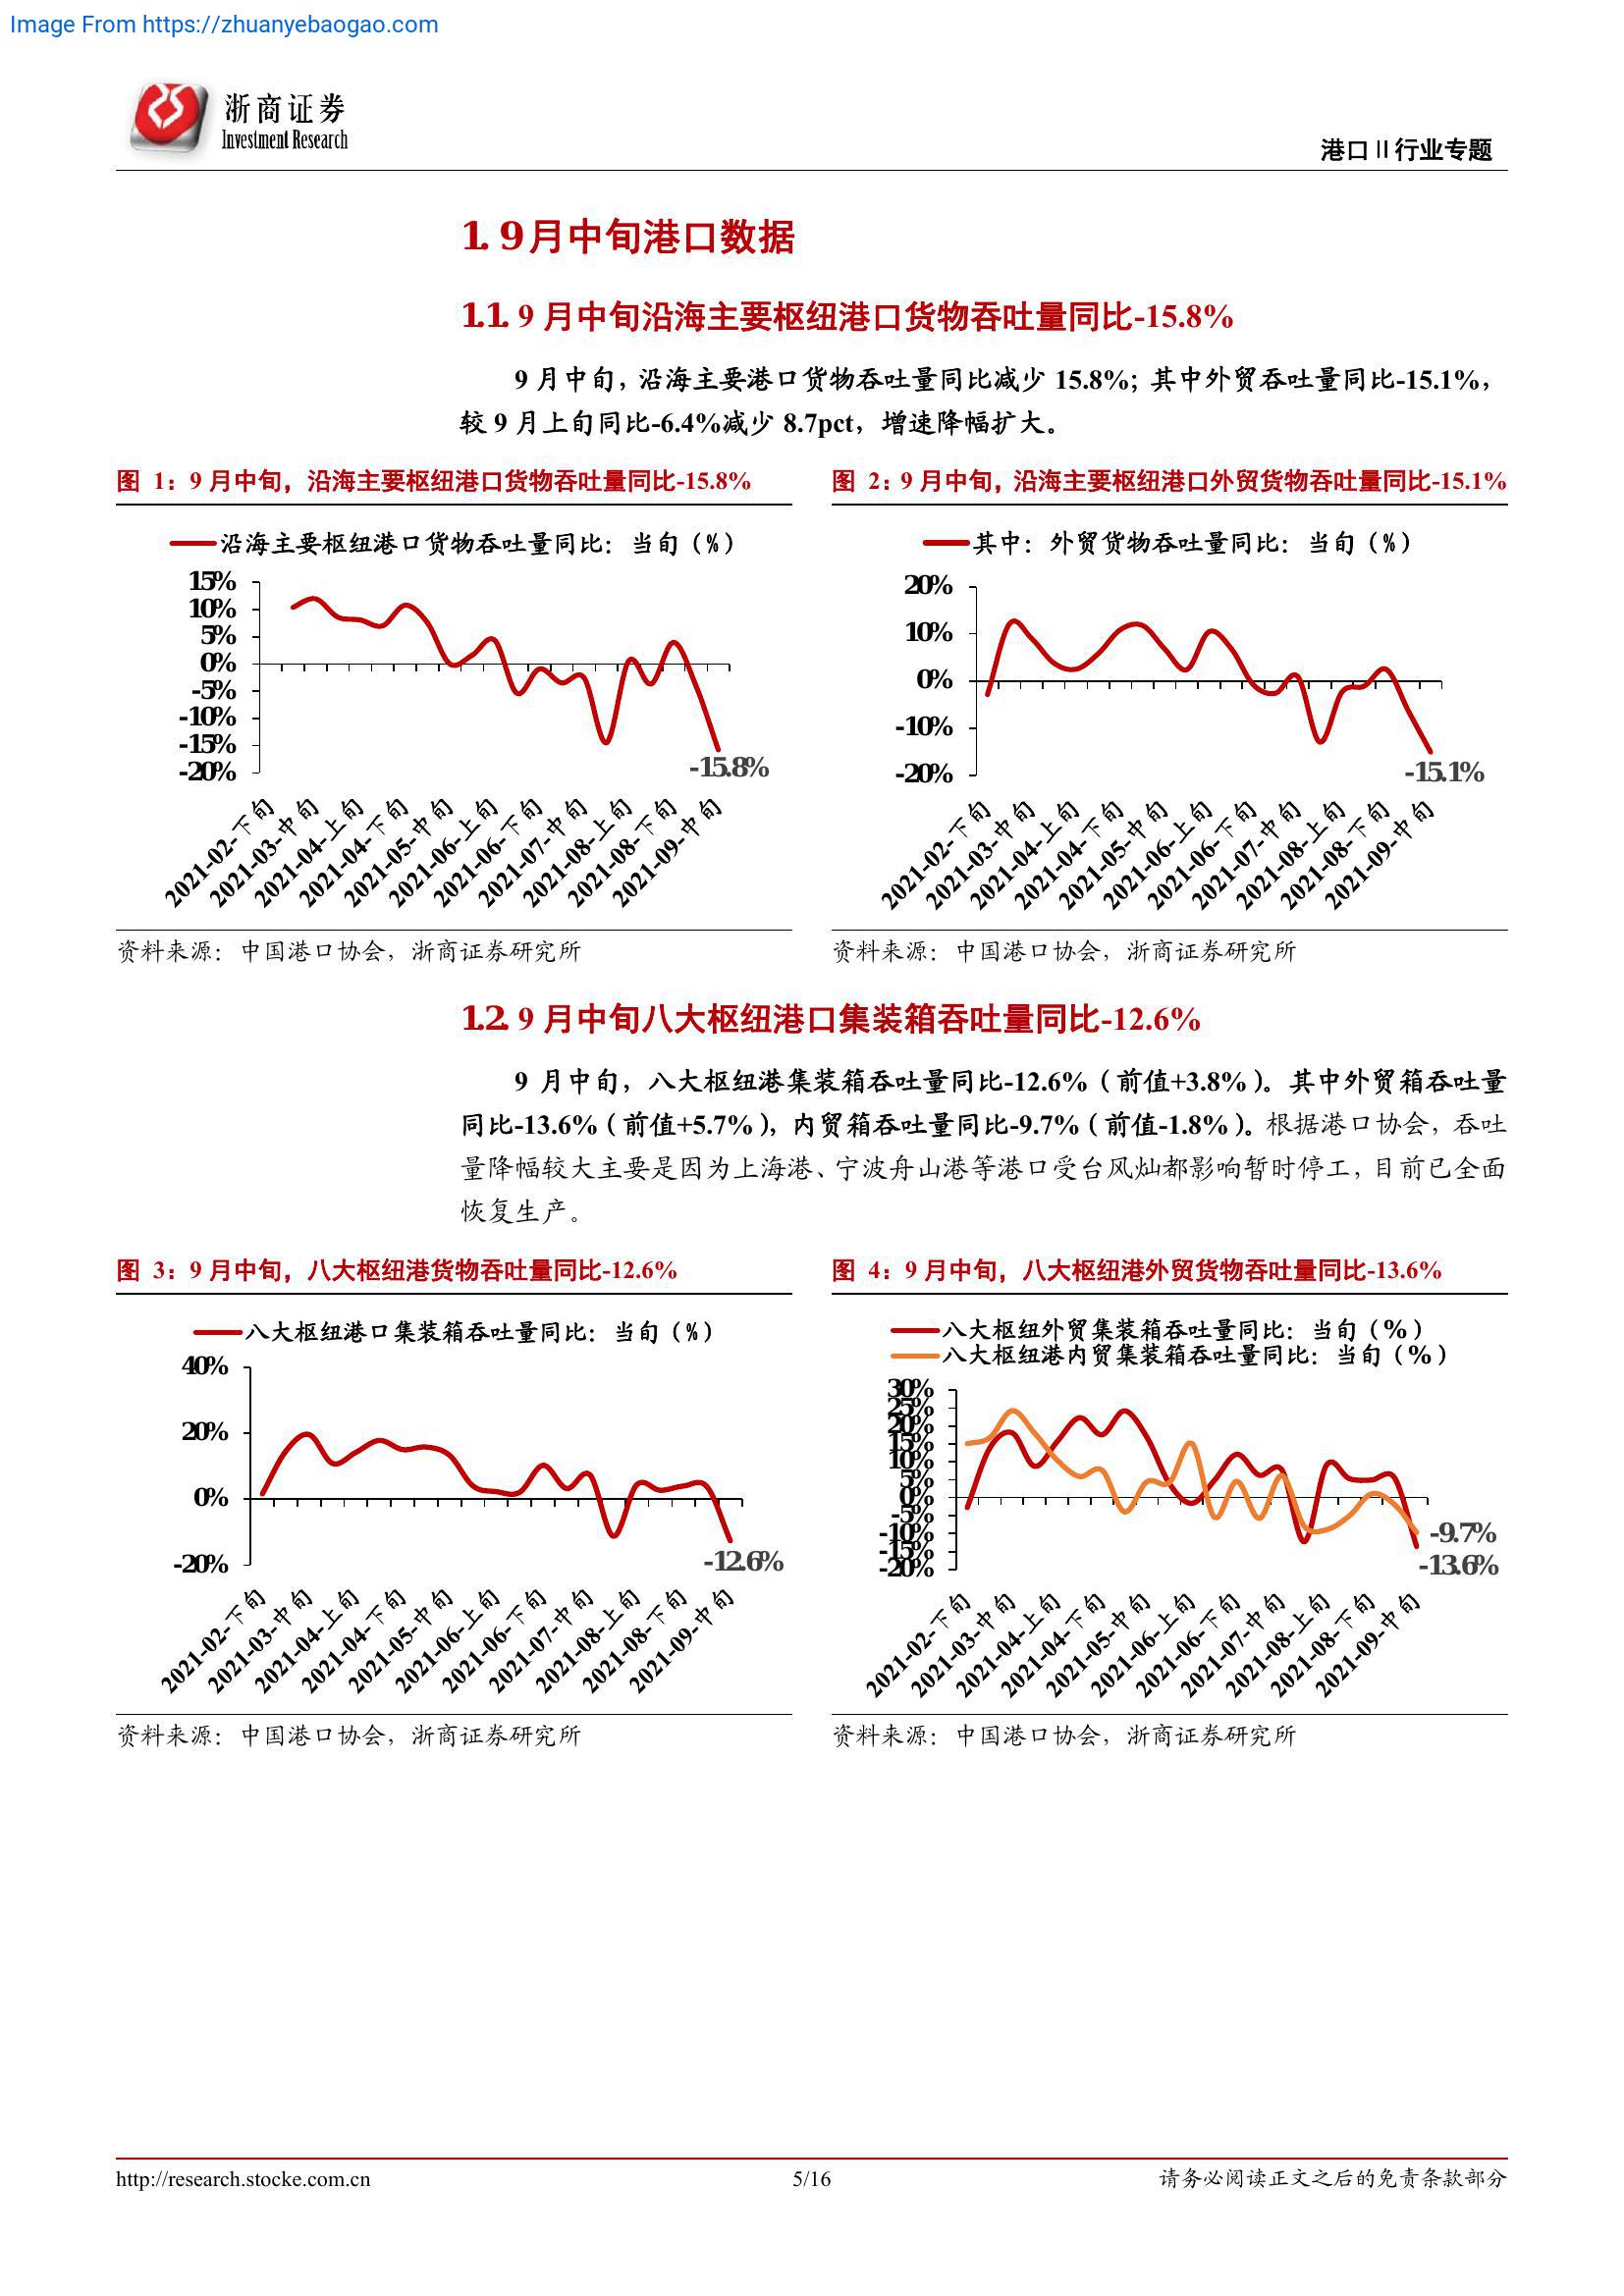 Image From https://zhuanyebaogao.com
浙商证券
Investment Research
港口Ⅱ行业专题
1. 9月中旬港口数据
1.1. 9 月中旬沿海主要枢纽港口货物吞吐量同比-15.8%
9 月中旬，沿海主要港口货物吞吐量同比减少 15.8%；其中外贸吞吐量同比-15.1%，
较 9 月上旬同比-6.4%减少 8.7pct，增速降幅扩大。
图 1：9 月中旬，沿海主要枢纽港口货物吞吐量同比-15.8%
沿海主要枢纽港口货物吞吐量同比：当旬（%）
15%
10%
5%
0%
-5%
-10%
-15%
-20%
-15.8%
2021-02-下旬
2021-03-中旬
2021-04-上旬
2021-04-下旬
2021-05-中旬
2021-06-上旬
2021-06-下旬
2021-07-中旬
2021-08-上旬
2021-08-下旬
2021-09-中旬
资料来源：中国港口协会，浙商证券研究所
图 2：9 月中旬，沿海主要枢纽港口外贸货物吞吐量同比-15.1%
其中：外贸货物吞吐量同比：当旬（%）
20%
10%
0%
-10%
-20%
-15.1%
2021-02-下旬
2021-03-中旬
2021-04-上旬
2021-04-下旬
2021-05-中旬
2021-06-上旬
2021-06-下旬
2021-07-中旬
2021-08-上旬
2021-08-下旬
2021-09-中旬
资料来源：中国港口协会，浙商证券研究所
1.2. 9 月中旬八大枢纽港口集装箱吞吐量同比-12.6%
9 月中旬，八大枢纽港集装箱吞吐量同比-12.6%（前值+3.8%）。其中外贸箱吞吐量
同比-13.6%（前值+5.7%），内贸箱吞吐量同比-9.7%（前值-1.8%）。根据港口协会，吞吐
量降幅较大主要是因为上海港、宁波舟山港等港口受台风灿都影响暂时停工，目前已全面
恢复生产。
图 3：9 月中旬，八大枢纽港货物吞吐量同比-12.6%
八大枢纽港口集装箱吞吐量同比：当旬（%）
40%
20%
0%
-20%
-12.6%
2021-02-下旬
2021-03-中旬
2021-04-上旬
2021-04-下旬
2021-05-中旬
2021-06-上旬
2021-06-下旬
2021-07-中旬
2021-08-上旬
2021-08-下旬
2021-09-中旬
资料来源：中国港口协会，浙商证券研究所
图 4：9 月中旬，八大枢纽港外贸货物吞吐量同比-13.6%
八大枢纽外贸集装箱吞吐量同比：当旬（%）
八大枢纽港内贸集装箱吞吐量同比：当旬（%）
30%
25%
20%
15%
10%
5%
0%
-5%
-10%
-15%
-20%
-9.7%
-13.6%
2021-02-下旬
2021-03-中旬
2021-04-上旬
2021-04-下旬
2021-05-中旬
2021-06-上旬
2021-06-下旬
2021-07-中旬
2021-08-上旬
2021-08-下旬
2021-09-中旬
资料来源：中国港口协会，浙商证券研究所
http://research.stocke.com.cn
5/16
请务必阅读正文之后的免责条款部分